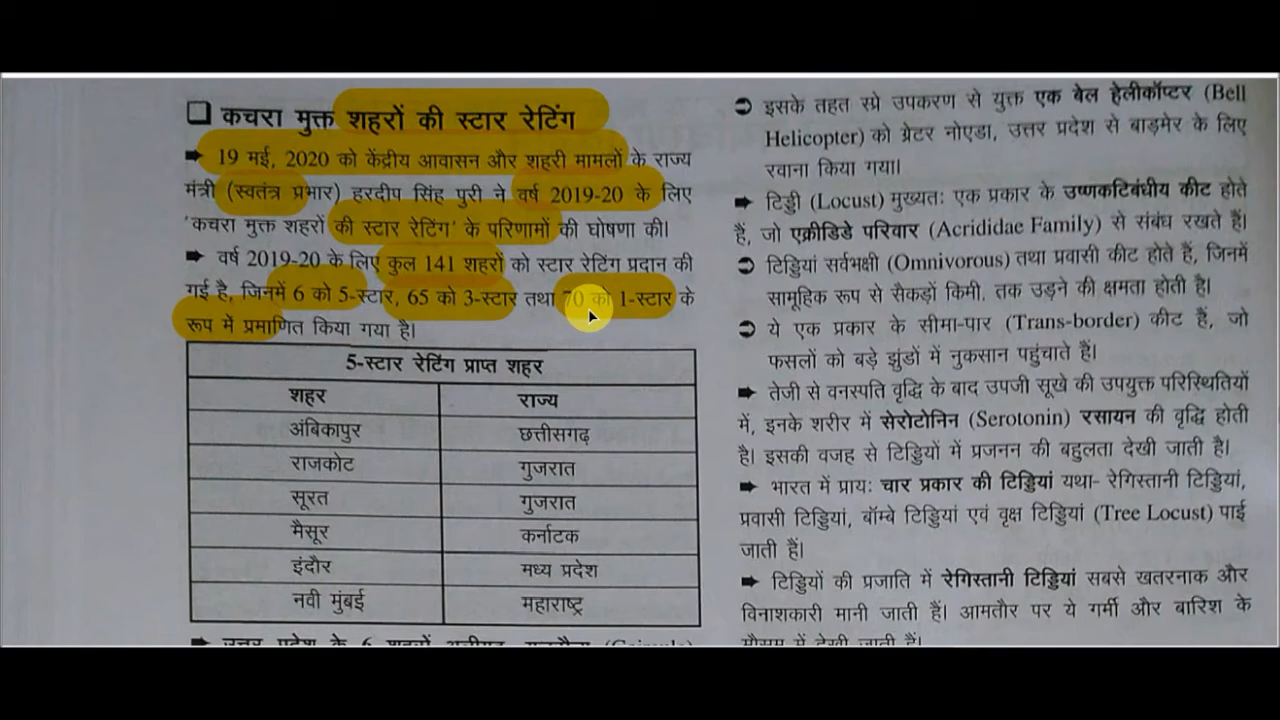 ❑ कचरा मुक्त शहरों की स्टार रेटिंग
➡ 19 मई, 2020 को केंद्रीय आवासन और शहरी मामलों के राज्य
मंत्री (स्वतंत्र प्रभार) हरदीप सिंह पुरी ने वर्ष 2019-20 के लिए
'कचरा मुक्त शहरों की स्टार रेटिंग' के परिणामों की घोषणा की।
➡ वर्ष 2019-20 के लिए कुल 141 शहरों को स्टार रेटिंग प्रदान की
गई है, जिनमें 6 को 5-स्टार, 65 को 3-स्टार तथा 70 को 1-स्टार के
रूप में प्रमाणित किया गया है।
5-स्टार रेटिंग प्राप्त शहर
शहर राज्य
अंबिकापुर छत्तीसगढ़
राजकोट गुजरात
सूरत गुजरात
मैसूर कर्नाटक
इंदौर मध्य प्रदेश
नवी मुंबई महाराष्ट्र
➡ उत्तर प्रदेश के 6 शहरों
➲ इसके तहत स्प्रे उपकरण से युक्त एक बेल हेलीकॉप्टर (Bell
Helicopter) को ग्रेटर नोएडा, उत्तर प्रदेश से बाड़मेर के लिए
रवाना किया गया।
➡ टिड्डी (Locust) मुख्यत: एक प्रकार के उष्णकटिबंधीय कीट होते
हैं, जो एक्रीडिडे परिवार (Acrididae Family) से संबंध रखते हैं।
➲ टिड्डियां सर्वभक्षी (Omnivorous) तथा प्रवासी कीट होते हैं, जिनमें
सामूहिक रूप से सैकड़ों किमी. तक उड़ने की क्षमता होती है।
➲ ये एक प्रकार के सीमा-पार (Trans-border) कीट हैं, जो
फसलों को बड़े झुंडों में नुकसान पहुंचाते हैं।
➡ तेजी से वनस्पति वृद्धि के बाद उपजी सूखे की उपयुक्त परिस्थितियों
में, इनके शरीर में सेरोटोनिन (Serotonin) रसायन की वृद्धि होती
है। इसकी वजह से टिड्डियों में प्रजनन की बहुलता देखी जाती है।
➡ भारत में प्राय: चार प्रकार की टिड्डियां यथा- रेगिस्तानी टिड्डियां,
प्रवासी टिड्डियां, बॉम्बे टिड्डियां एवं वृक्ष टिड्डियां (Tree Locust) पाई
जाती हैं।
➡ टिड्डियों की प्रजाति में रेगिस्तानी टिड्डियां सबसे खतरनाक और
विनाशकारी मानी जाती हैं। आमतौर पर ये गर्मी और बारिश के
मौसम में देखी जाती हैं।